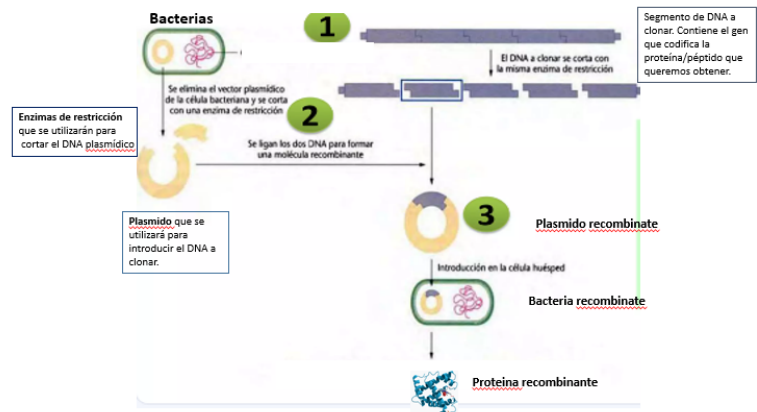 Bacterias
1
Segmento de DNA a
clonar. Contiene el gen
que codifica la
proteína/péptido que
queremos obtener.
El DNA a clonar se corta con
la misma enzima de restricción
Se elimina el vector plasmídico
de la célula bacteriana y se corta
con una enzima de restricción
2
Enzimas de restricción
que se utilizarán para
cortar el DNA plasmídico
Se ligan los dos DNA para formar
una molécula recombinante
3
Plasmido que se
utilizará para
introducir el DNA a
clonar.
Plasmido recombinate
Introducción en la célula huésped
Bacteria recombinate
Proteina recombinante